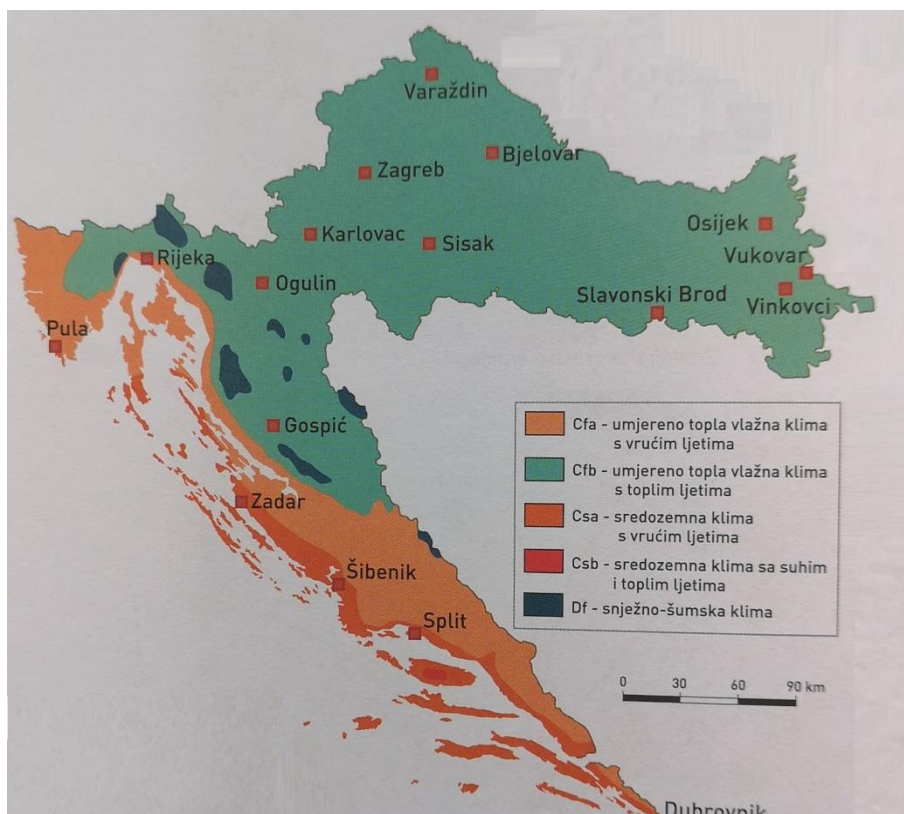 Varaždin
Bjelovar
Zagreb
Osijek
Karlovac
Sisak
Vukovar
Rijeka
Ogulin
Slavonski Brod
Vinkovci
Pula
Gospić
Zadar
Šibenik
Split
Dubrovnik
Cfa - umjereno topla vlažna klima
s vrućim ljetima
Cfb - umjereno topla vlažna klima
s toplim ljetima
Csa - sredozemna klima
s vrućim ljetima
Csb - sredozemna klima sa suhim
i toplim ljetima
Df - snježno-šumska klima
0 30 60 90 km